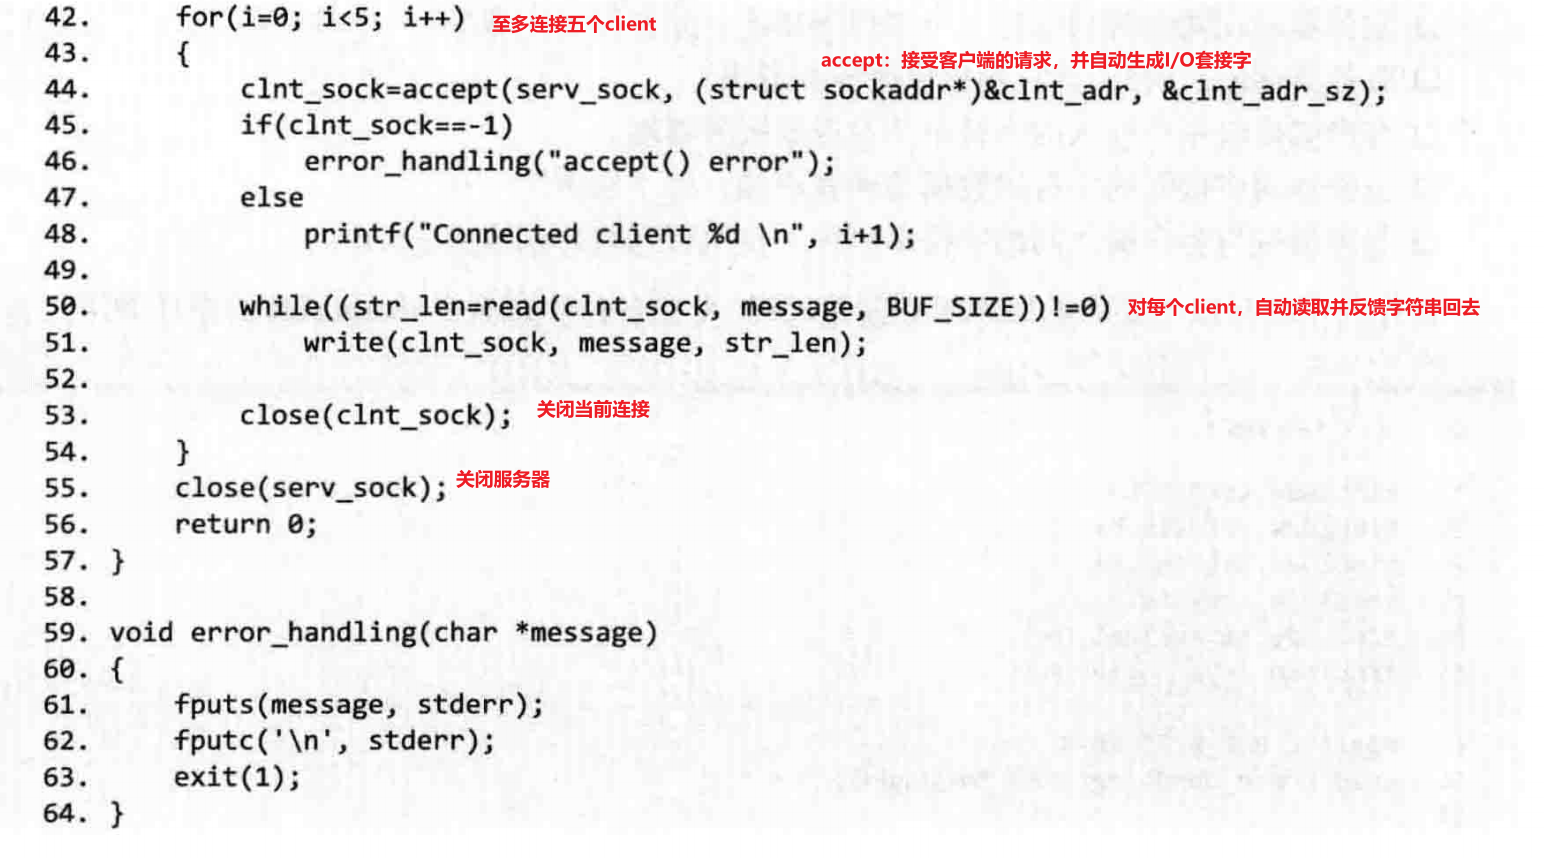 42. for(i=0; i<5; i++) 至多连接五个client
43. {
accept：接受客户端的请求，并自动生成I/O套接字
44. clnt_sock=accept(serv_sock, (struct sockaddr*)&clnt_adr, &clnt_adr_sz);
45. if(clnt_sock==-1)
46. error_handling("accept() error");
47. else
48. printf("Connected client %d \n", i+1);
49.
50. while((str_len=read(clnt_sock, message, BUF_SIZE))!=0) 对每个client，自动读取并反馈字符串回去
51. write(clnt_sock, message, str_len);
52.
53. close(clnt_sock); 关闭当前连接
54. }
55. close(serv_sock); 关闭服务器
56. return 0;
57. }
58.
59. void error_handling(char *message)
60. {
61. fputs(message, stderr);
62. fputc('\n', stderr);
63. exit(1);
64. }